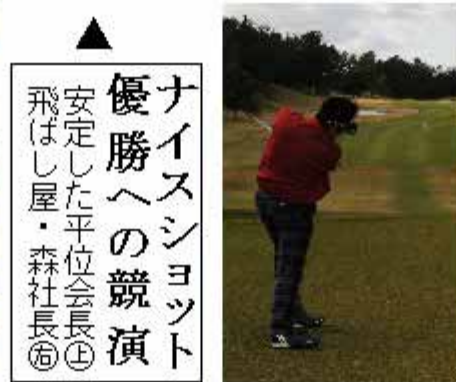 ▲
ナイスショット
優勝への競演
安定した平位会長㊤
飛ばし屋・森社長㊨